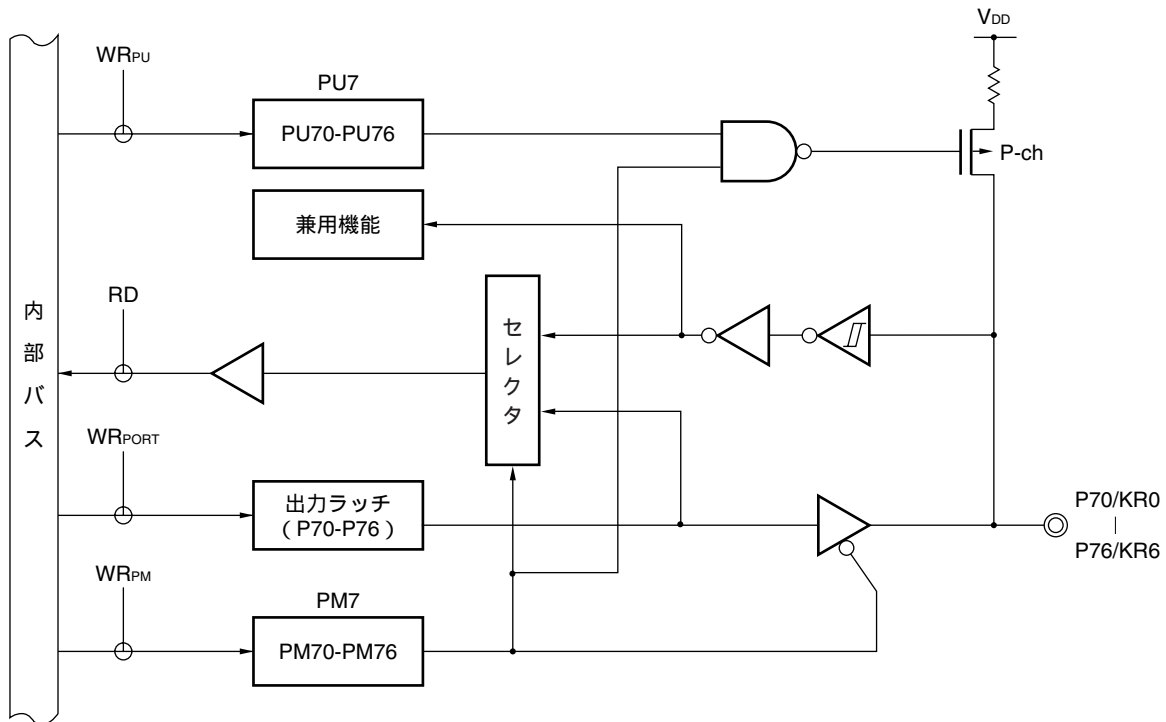 VDD
WRPU
PU7
PU70-PU76
P-ch
兼用機能
RD
内部バス
セレクタ
WRPORT
出力ラッチ
(P70-P76)
P70/KR0
P76/KR6
WRPM
PM7
PM70-PM76